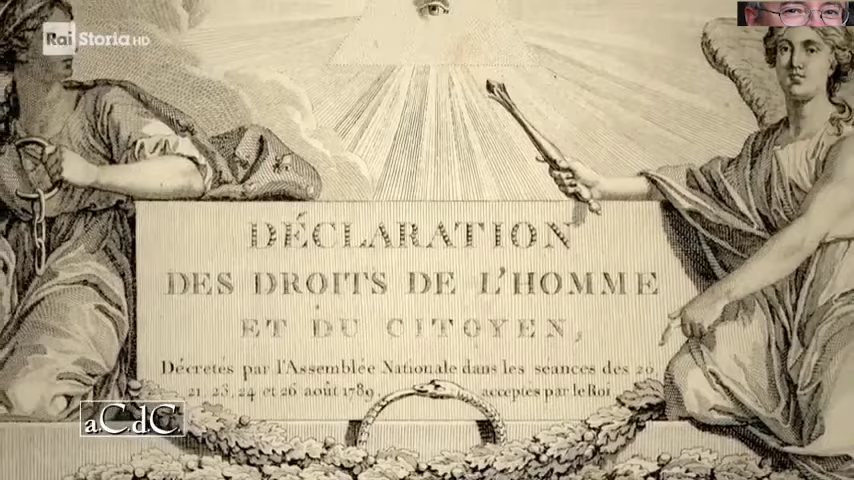 Rai Storia HD
DÉCLARATION
DES DROITS DE L'HOMME
ET DU CITOYEN,
Décretés par l'Assemblée Nationale dans les séances des 20,
21, 23, 24 et 26 août 1789, acceptés par le Roi
a.C.d.C.